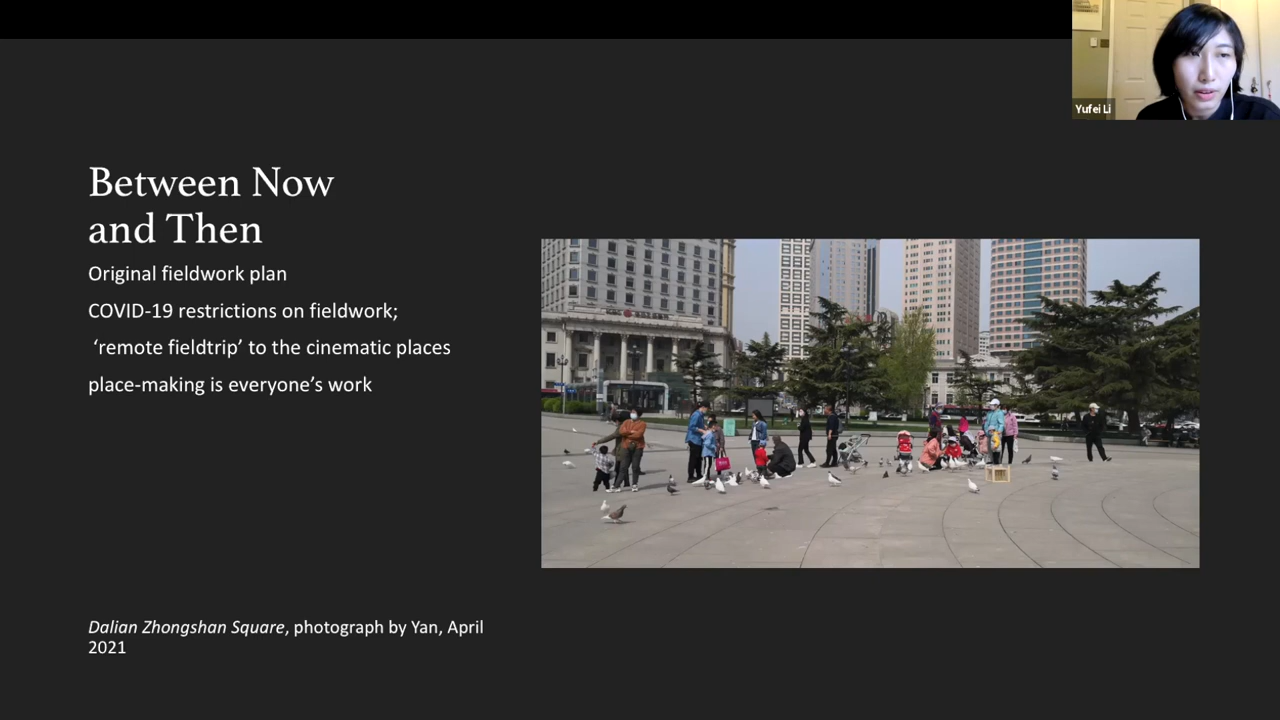 Yufei Li
Between Now
and Then
Original fieldwork plan
COVID-19 restrictions on fieldwork;
‘remote fieldtrip’ to the cinematic places
place-making is everyone’s work
Dalian Zhongshan Square, photograph by Yan, April
2021